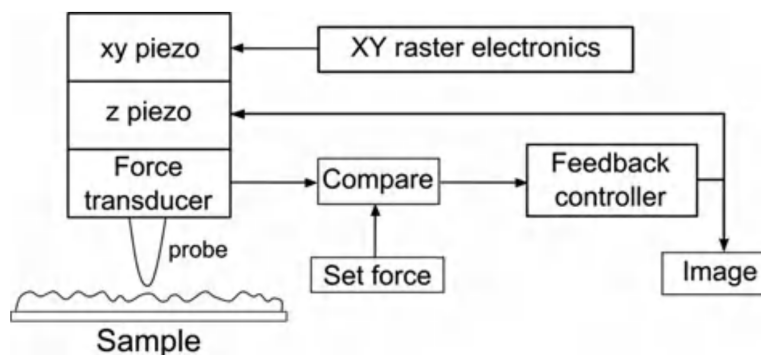 xy piezo
XY raster electronics
z piezo
Force
transducer
Compare
Feedback
controller
probe
Set force
Image
Sample